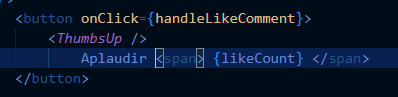 <button onClick={handleLikeComment}>
<ThumbsUp />
Aplaudir <span> {likeCount} </span>
</button>